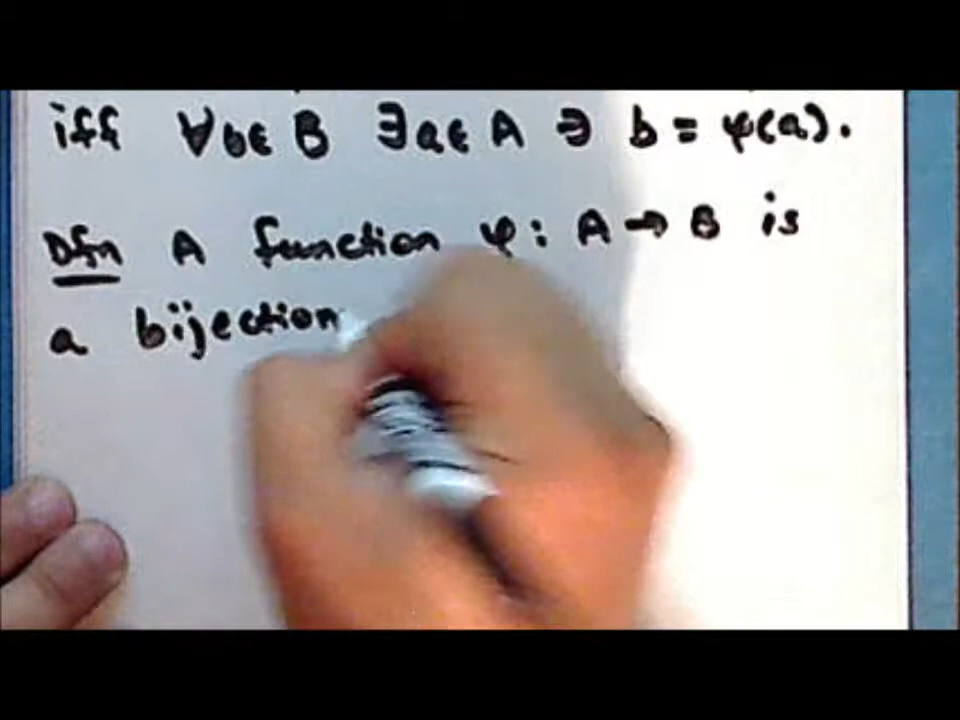 iff ∀b∈B ∃a∈A ∋ b = φ(a).
Dfn A function φ: A → B is
a bijection